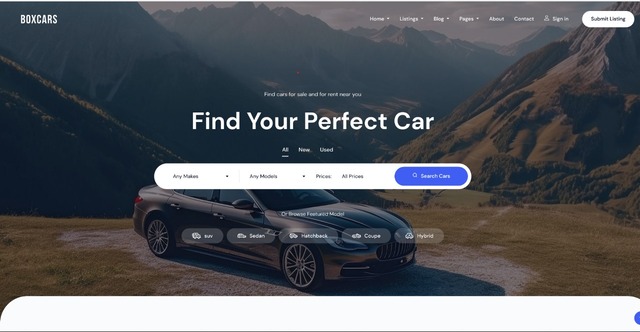 BOXCARS
Home Listings Blog Pages About Contact Sign in Submit Listing
Find cars for sale and for rent near you
Find Your Perfect Car
All New Used
Any Makes Any Models Prices: All Prices Search Cars
Or Browse Featured Model
suv Sedan Hatchback Coupe Hybrid